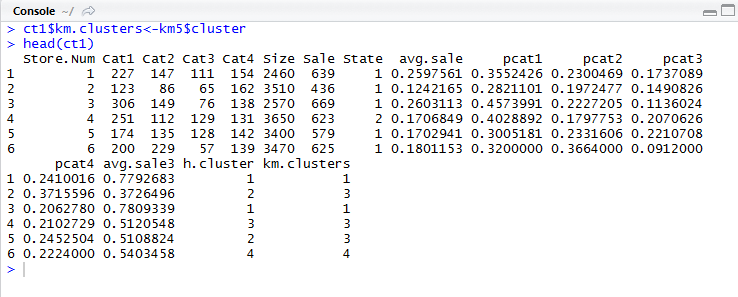 Console ~/
> ct1$km.clusters<-km5$cluster
> head(ct1)
  Store.Num Cat1 Cat2 Cat3 Cat4 Size Sale State  avg.sale     pcat1     pcat2     pcat3
1         1  227  147  111  154 2460  639     1 0.2597561 0.3552426 0.2300469 0.1737089
2         2  123   86   65  162 3510  436     1 0.1242165 0.2821101 0.1972477 0.1490826
3         3  306  149   76  138 2570  669     1 0.2603113 0.4573991 0.2227205 0.1136024
4         4  251  112  129  131 3650  623     2 0.1706849 0.4028892 0.1797753 0.2070626
5         5  174  135  128  142 3400  579     1 0.1702941 0.3005181 0.2331606 0.2210708
6         6  200  229   57  139 3470  625     1 0.1801153 0.3200000 0.3664000 0.0912000
      pcat4 avg.sale3 h.cluster km.clusters
1 0.2410016 0.7792683         1           1
2 0.3715596 0.3726496         2           3
3 0.2062780 0.7809339         1           1
4 0.2102729 0.5120548         3           3
5 0.2452504 0.5108824         2           3
6 0.2224000 0.5403458         4           4
>